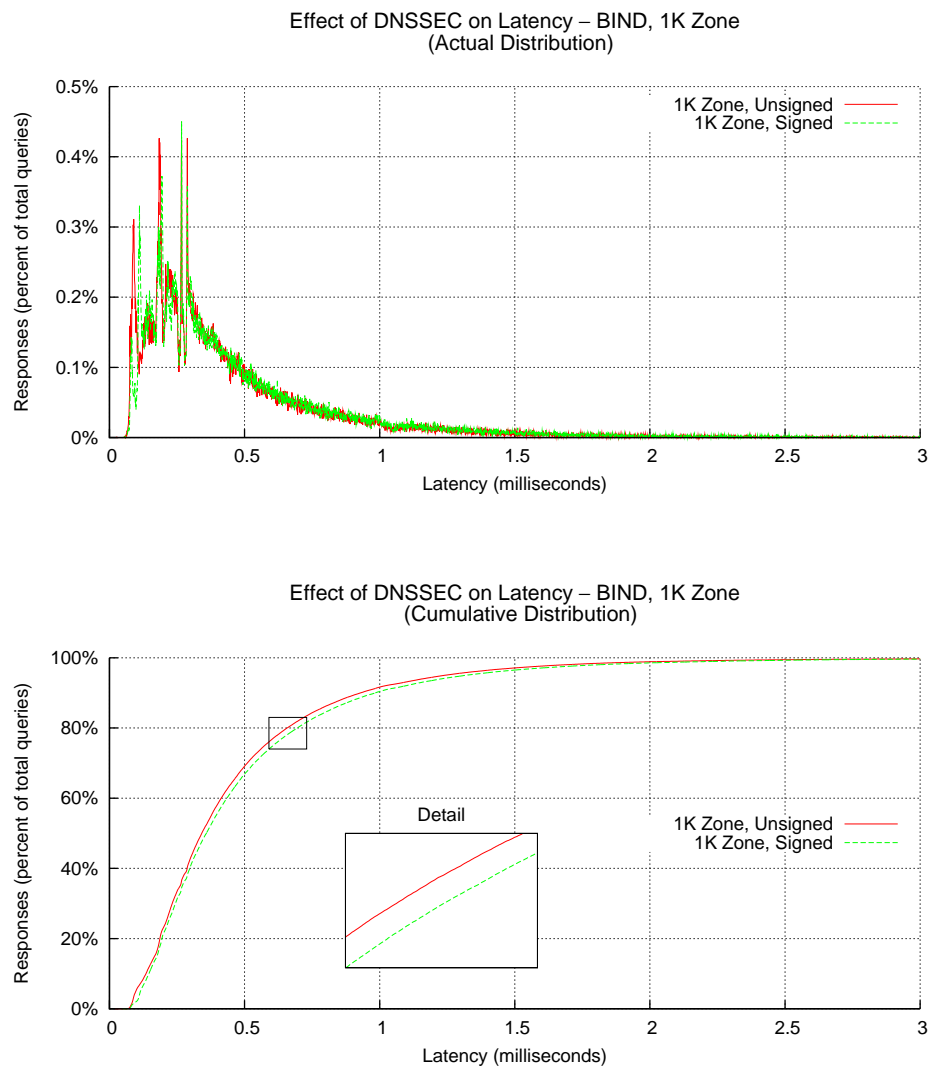 Effect of DNSSEC on Latency – BIND, 1K Zone
(Actual Distribution)
0.5%
0.4%
0.3%
0.2%
0.1%
0%
Responses (percent of total queries)
1K Zone, Unsigned
1K Zone, Signed
0 0.5 1 1.5 2 2.5 3
Latency (milliseconds)
Effect of DNSSEC on Latency – BIND, 1K Zone
(Cumulative Distribution)
100%
80%
60%
40%
20%
0%
Responses (percent of total queries)
Detail
1K Zone, Unsigned
1K Zone, Signed
0 0.5 1 1.5 2 2.5 3
Latency (milliseconds)